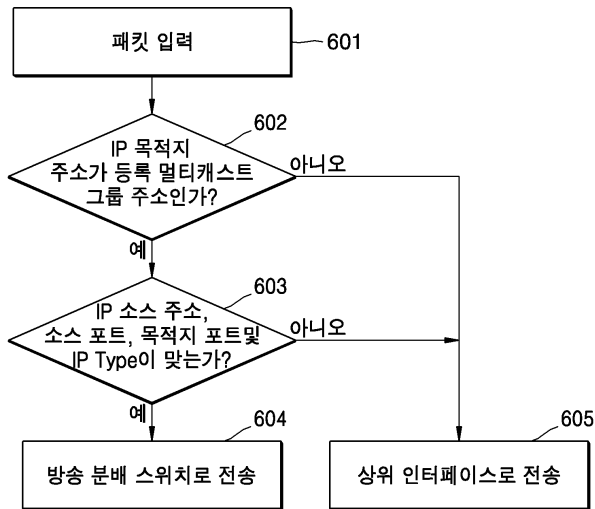 패킷 입력
601
602
IP 목적지
주소가 등록 멀티캐스트
그룹 주소인가?
아니오
예
603
IP 소스 주소,
소스 포트, 목적지 포트및
IP Type이 맞는가?
아니오
예
604
방송 분배 스위치로 전송
605
상위 인터페이스로 전송